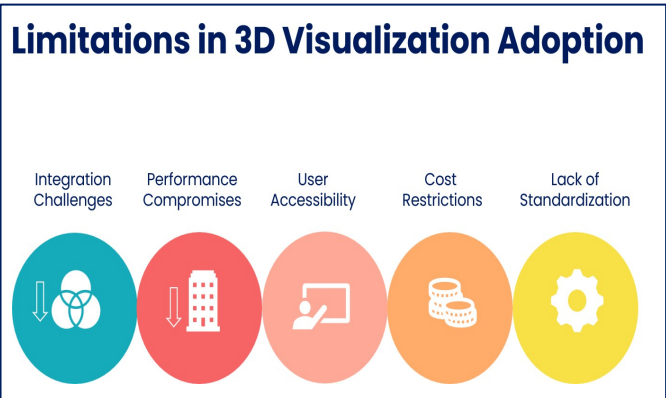 Limitations in 3D Visualization Adoption
Integration
Challenges
Performance
Compromises
User
Accessibility
Cost
Restrictions
Lack of
Standardization